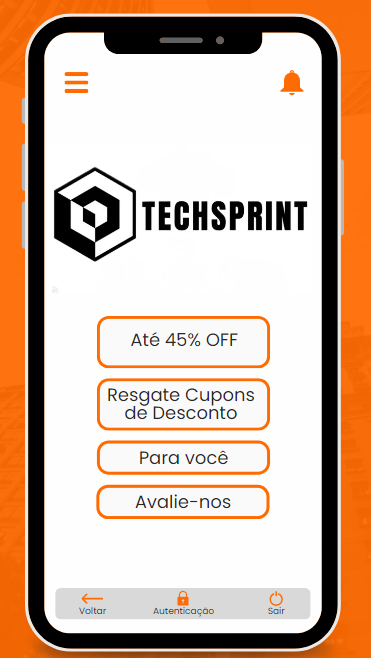 TECHSPRINT
Até 45% OFF
Resgate Cupons
de Desconto
Para você
Avalie-nos
Voltar
Autenticação
Sair